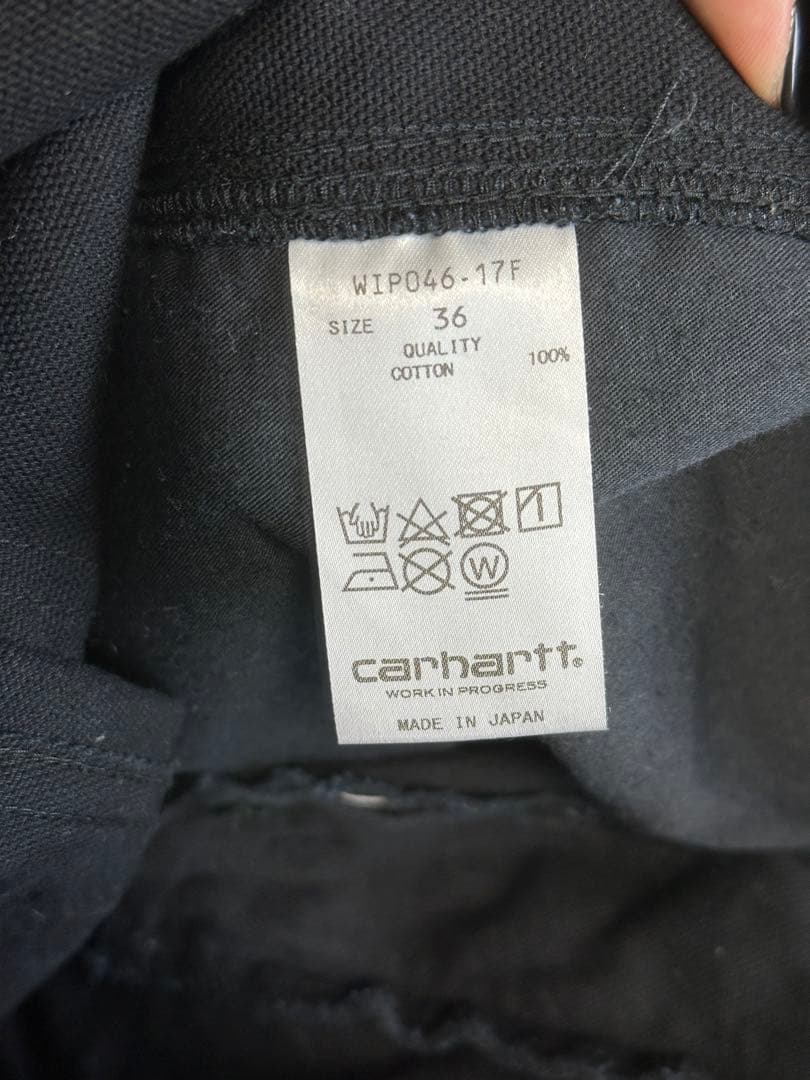 WIP046-17F
SIZE 36
QUALITY
COTTON 100%
W
carhartt®
WORK IN PROGRESS
MADE IN JAPAN